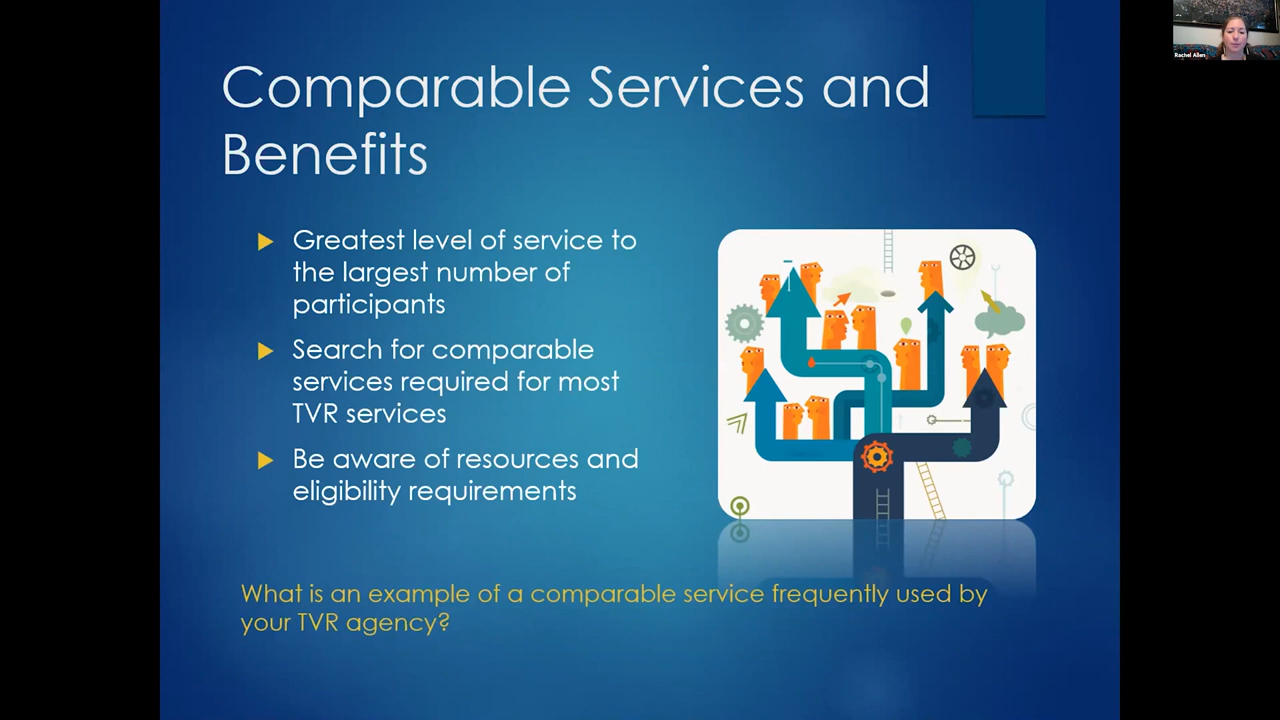 Comparable Services and
Benefits
Greatest level of service to
the largest number of
participants
Search for comparable
services required for most
TVR services
Be aware of resources and
eligibility requirements
What is an example of a comparable service frequently used by
your TVR agency?
Rachel Allen